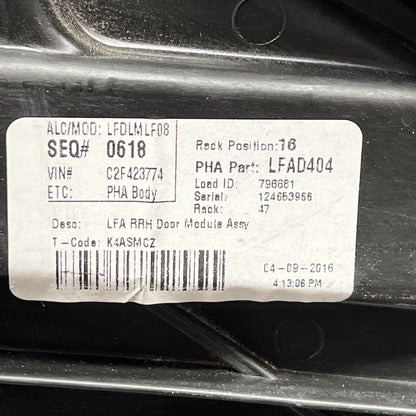 ALC/MOD: LFDLMLF08
SEQ# 0618
VIN# C2F423774
ETC: PHA Body
Rack Position: 16
PHA Part: LFAD404
Load ID: 796681
Serial: 124653956
Rack: 47
Desc: LFA RRH Door Module Assy
T-Code: K4ASMCZ
04-09-2016
4:13:06 PM